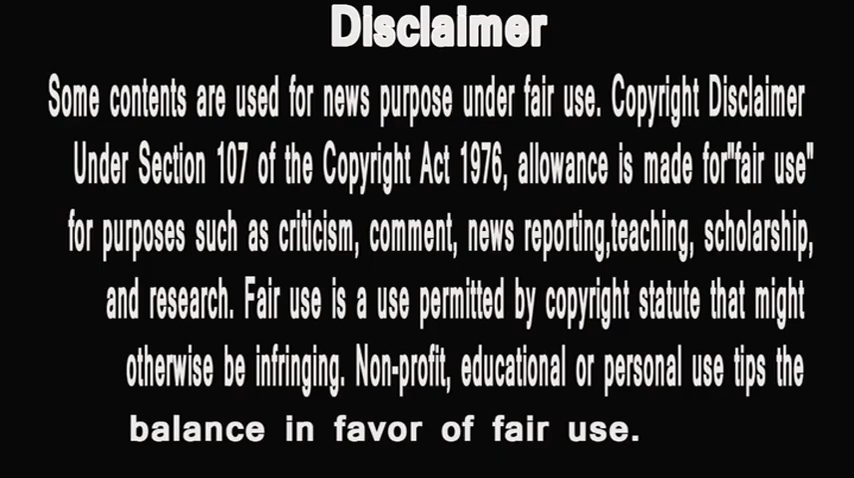 Disclaimer
Some contents are used for news purpose under fair use. Copyright Disclaimer
Under Section 107 of the Copyright Act 1976, allowance is made for"fair use"
for purposes such as criticism, comment, news reporting,teaching, scholarship,
and research. Fair use is a use permitted by copyright statute that might
otherwise be infringing. Non-profit, educational or personal use tips the
balance in favor of fair use.